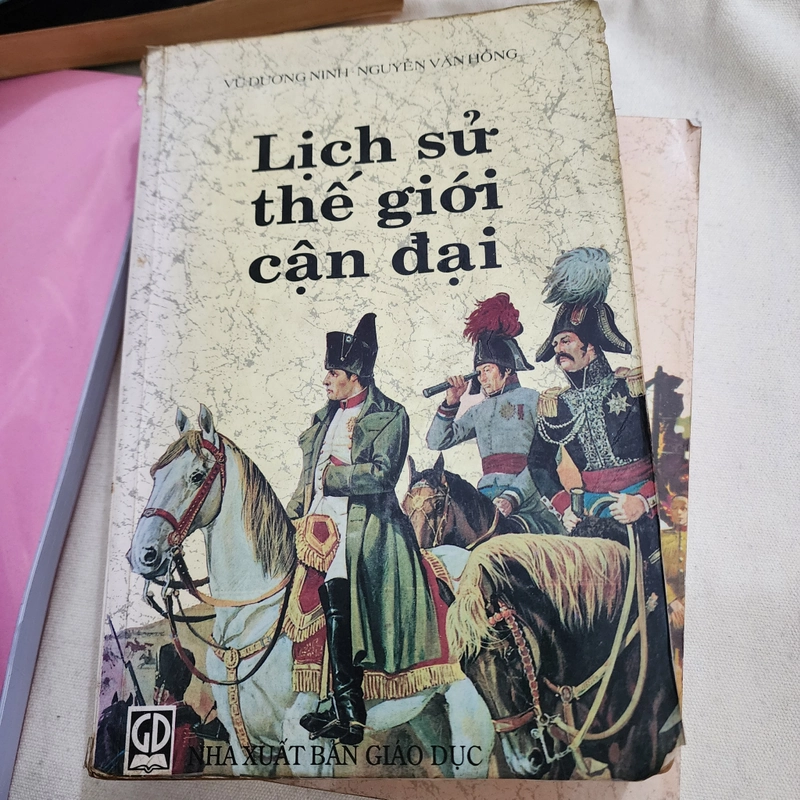 VŨ DƯƠNG NINH - NGUYỄN VĂN HỒNG
Lịch sử
thế giới
cận đại
GD
NHÀ XUẤT BẢN GIÁO DỤC